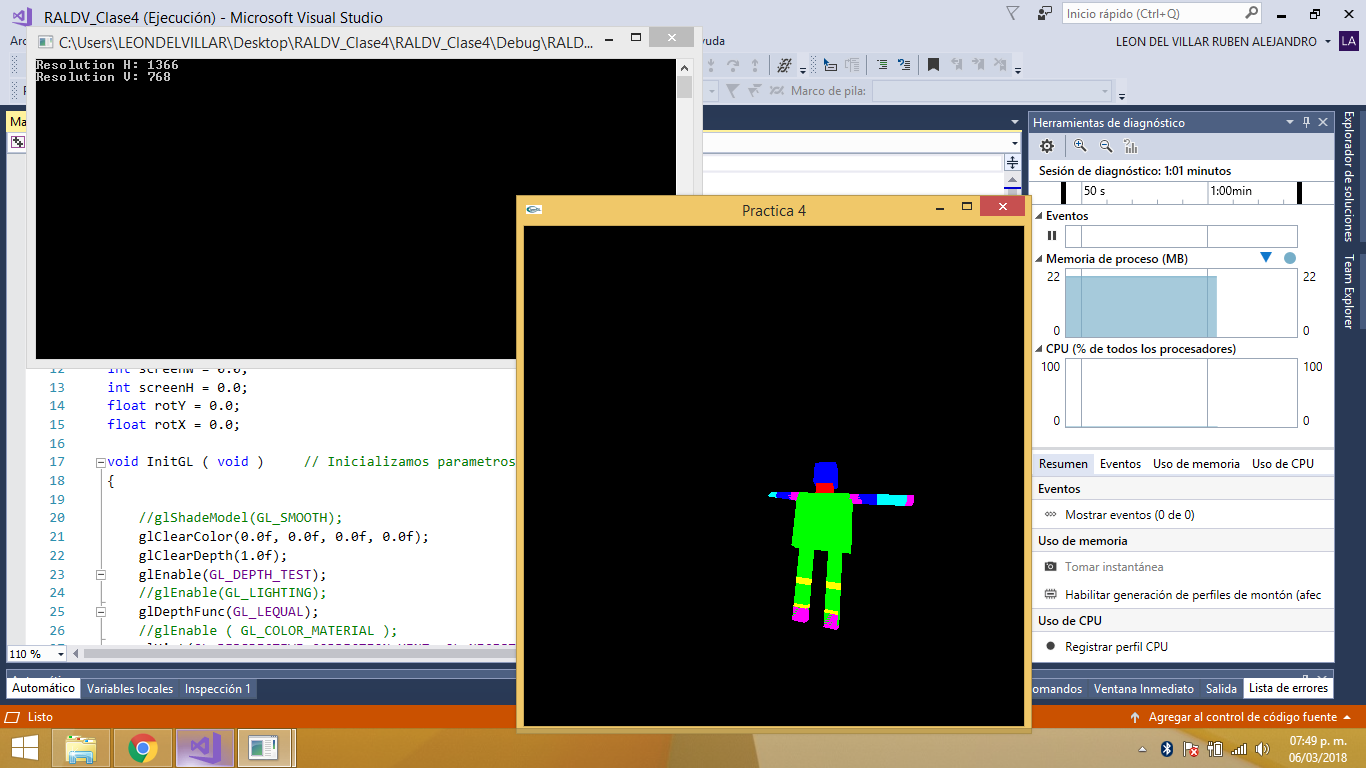 RALDV_Clase4 (Ejecución) - Microsoft Visual Studio
Inicio rápido (Ctrl+Q)
LEON DEL VILLAR RUBEN ALEJANDRO
LA
C:\Users\LEONDELVILLAR\Desktop\RALDV_Clase4\RALDV_Clase4\Debug\RALD...
Resolution H: 1366
Resolution V: 768
Marco de pila:
12 int screenW = 0.0;
13 int screenH = 0.0;
14 float rotY = 0.0;
15 float rotX = 0.0;
16
17 void InitGL ( void ) // Inicializamos parametros
18 {
19
20 //glShadeModel(GL_SMOOTH);
21 glClearColor(0.0f, 0.0f, 0.0f, 0.0f);
22 glClearDepth(1.0f);
23 glEnable(GL_DEPTH_TEST);
24 //glEnable(GL_LIGHTING);
25 glDepthFunc(GL_LEQUAL);
26 //glEnable ( GL_COLOR_MATERIAL );
110 %
Automático
Variables locales
Inspección 1
Practica 4
Herramientas de diagnóstico
Sesión de diagnóstico: 1:01 minutos
50 s
1:00min
Eventos
Memoria de proceso (MB)
22
22
0
0
CPU (% de todos los procesadores)
100
100
0
0
Resumen
Eventos
Uso de memoria
Uso de CPU
Eventos
Mostrar eventos (0 de 0)
Uso de memoria
Tomar instantánea
Habilitar generación de perfiles de montón (afec
Uso de CPU
Registrar perfil CPU
Explorador de soluciones
Team Explorer
omandos
Ventana Inmediato
Salida
Lista de errores
Listo
Agregar al control de código fuente
07:49 p. m.
06/03/2018